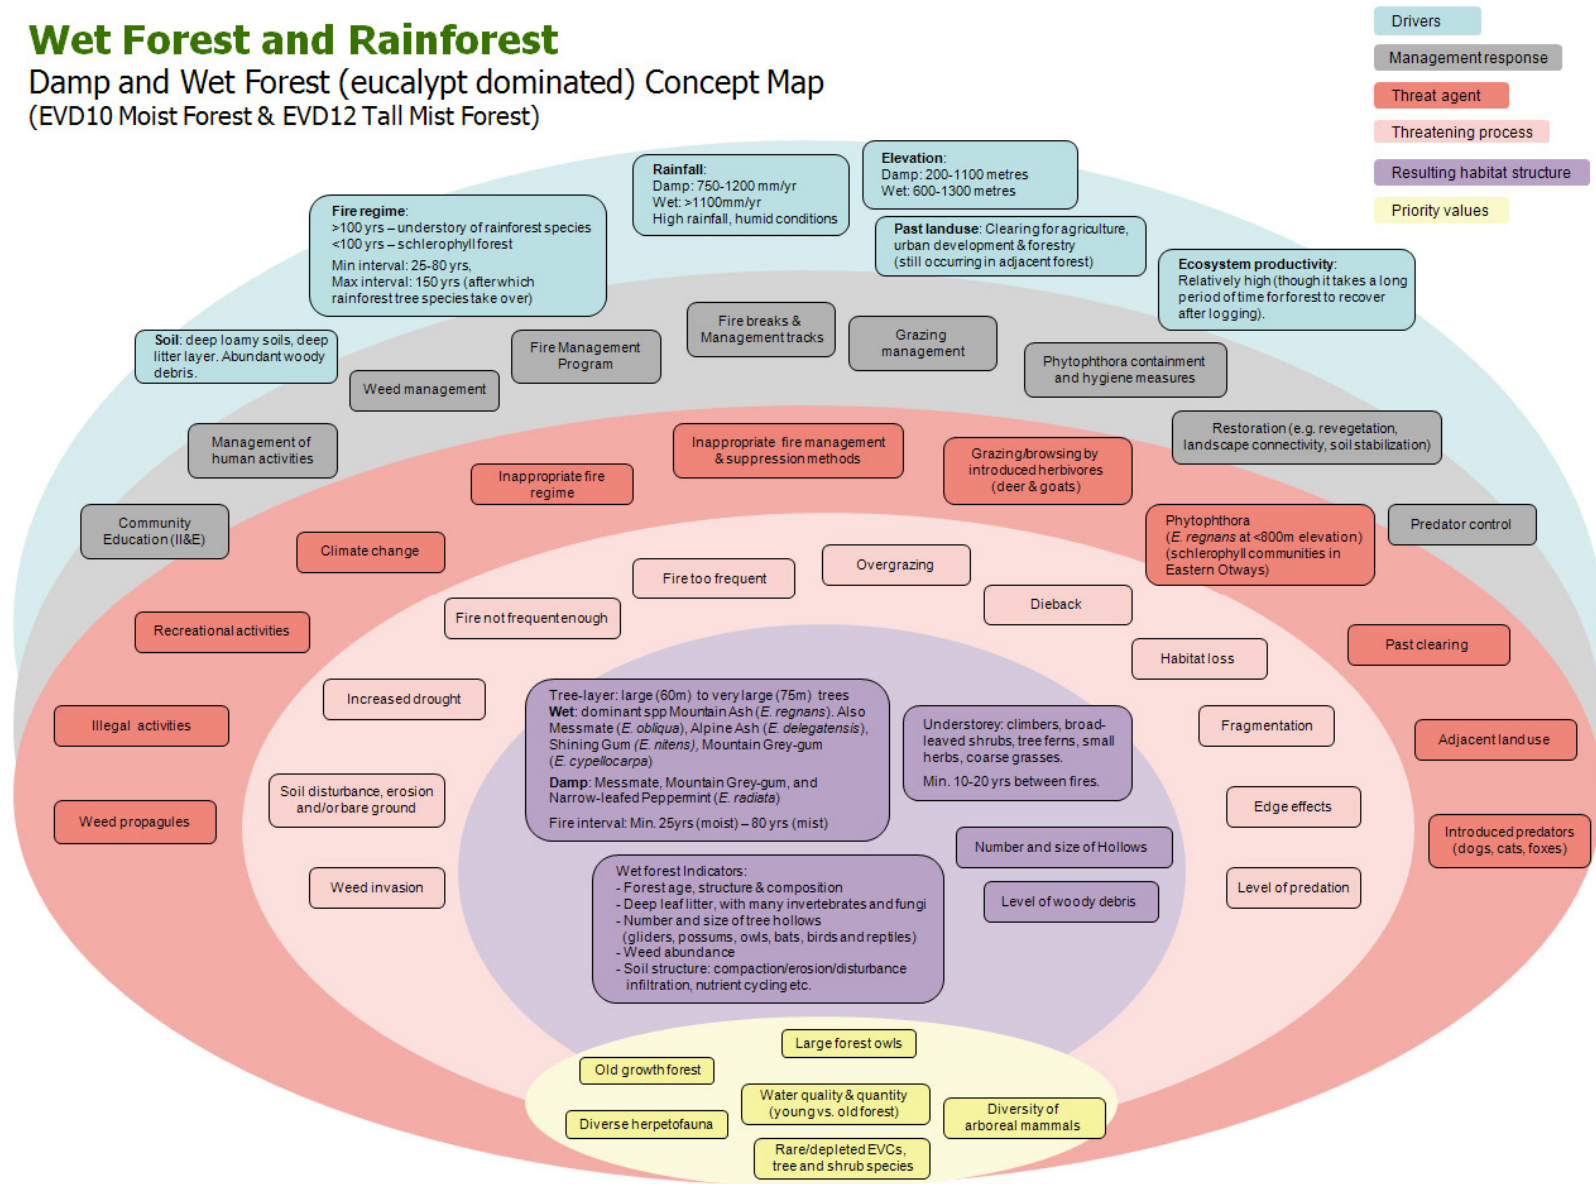 Wet Forest and Rainforest
Damp and Wet Forest (eucalypt dominated) Concept Map
(EVD10 Moist Forest & EVD12 Tall Mist Forest)
Drivers
Management response
Threat agent
Threatening process
Resulting habitat structure
Priority values
Fire regime:
>100 yrs – understory of rainforest species
<100 yrs – schlerophyll forest
Min interval: 25-80 yrs,
Max interval: 150 yrs (after which
rainforest tree species take over)
Rainfall:
Damp: 750-1200 mm/yr
Wet: >1100mm/yr
High rainfall, humid conditions
Elevation:
Damp: 200-1100 metres
Wet: 600-1300 metres
Past landuse: Clearing for agriculture,
urban development & forestry
(still occurring in adjacent forest)
Ecosystem productivity:
Relatively high (though it takes a long
period of time for forest to recover
after logging).
Soil: deep loamy soils, deep
litter layer. Abundant woody
debris.
Community
Education (II&E)
Management of
human activities
Weed management
Fire Management
Program
Fire breaks &
Management tracks
Grazing
management
Phytophthora containment
and hygiene measures
Restoration (e.g. revegetation,
landscape connectivity, soil stabilization)
Predator control
Weed propagules
Illegal activities
Recreational activities
Climate change
Inappropriate fire
regime
Inappropriate fire management
& suppression methods
Grazing/browsing by
introduced herbivores
(deer & goats)
Phytophthora
(E. regnans at <800m elevation)
(schlerophyll communities in
Eastern Otways)
Past clearing
Adjacent land use
Introduced predators
(dogs, cats, foxes)
Weed invasion
Soil disturbance, erosion
and/or bare ground
Increased drought
Fire not frequent enough
Fire too frequent
Overgrazing
Dieback
Habitat loss
Fragmentation
Edge effects
Level of predation
Tree-layer: large (60m) to very large (75m) trees
Wet: dominant spp Mountain Ash (E. regnans). Also
Messmate (E. obliqua), Alpine Ash (E. delegatensis),
Shining Gum (E. nitens), Mountain Grey-gum
(E. cypellocarpa)
Damp: Messmate, Mountain Grey-gum, and
Narrow-leafed Peppermint (E. radiata)
Fire interval: Min. 25yrs (moist) – 80 yrs (mist)
Understorey: climbers, broad-
leaved shrubs, tree ferns, small
herbs, coarse grasses.
Min. 10-20 yrs between fires.
Number and size of Hollows
Level of woody debris
Wet forest Indicators:
- Forest age, structure & composition
- Deep leaf litter, with many invertebrates and fungi
- Number and size of tree hollows
(gliders, possums, owls, bats, birds and reptiles)
- Weed abundance
- Soil structure: compaction/erosion/disturbance
infiltration, nutrient cycling etc.
Large forest owls
Old growth forest
Water quality & quantity
(young vs. old forest)
Diverse herpetofauna
Diversity of
arboreal mammals
Rare/depleted EVCs,
tree and shrub species